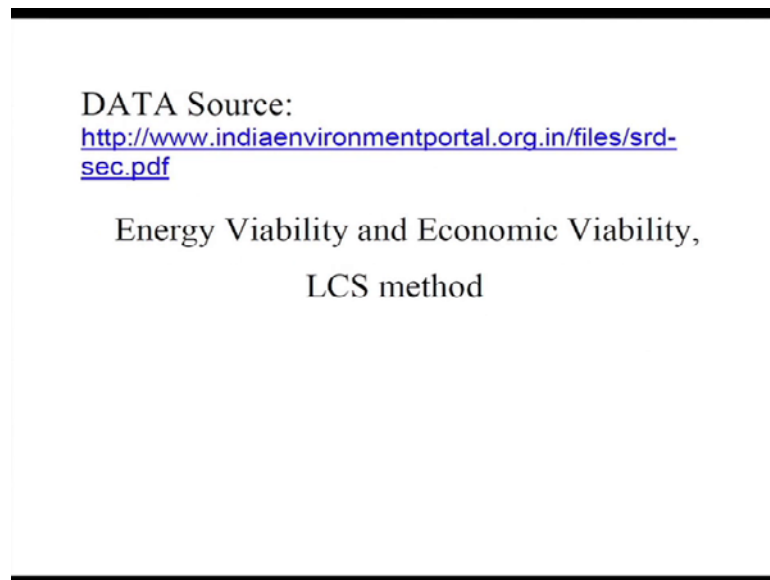 DATA Source:
http://www.indiaenvironmentportal.org.in/files/srd-
sec.pdf
Energy Viability and Economic Viability,
LCS method